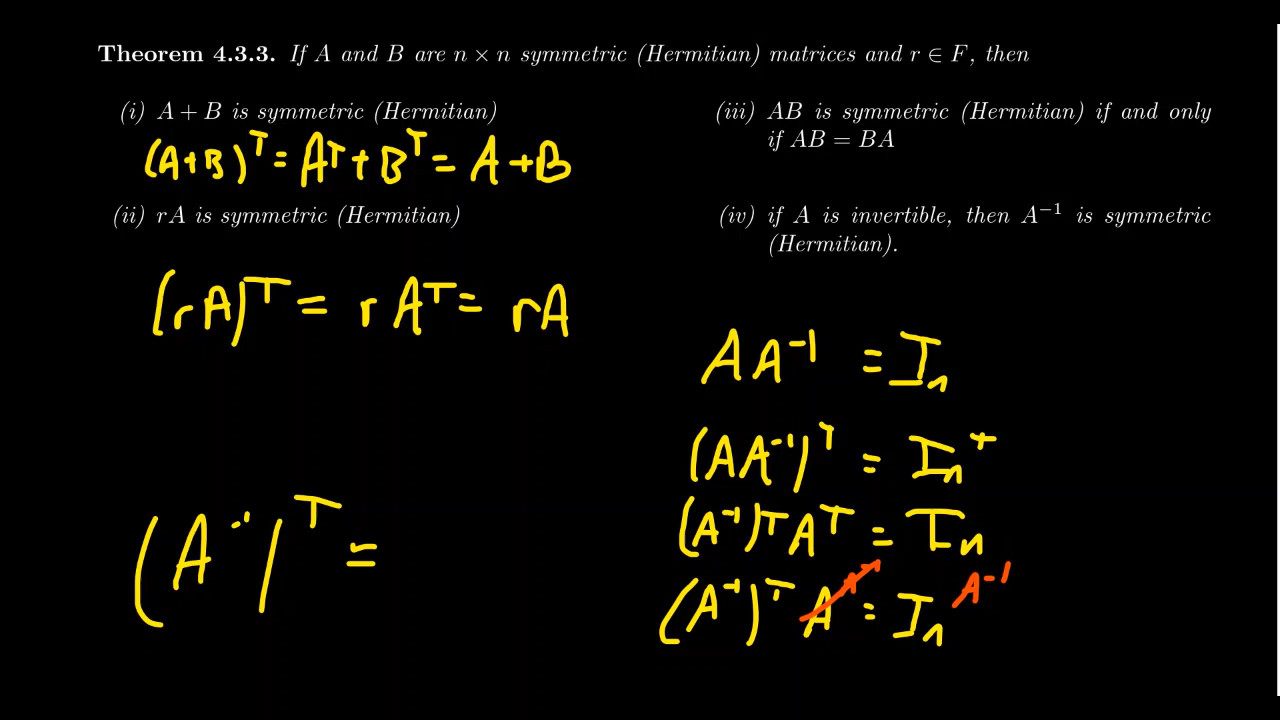 Theorem 4.3.3. If A and B are n × n symmetric (Hermitian) matrices and r ∈ F, then
(i) A + B is symmetric (Hermitian)
(A+B)ᵀ = Aᵀ + Bᵀ = A + B
(ii) rA is symmetric (Hermitian)
(rA)ᵀ = rAᵀ = rA
(A⁻¹)ᵀ =
(iii) AB is symmetric (Hermitian) if and only
if AB = BA
(iv) if A is invertible, then A⁻¹ is symmetric
(Hermitian).
AA⁻¹ = Iₙ
(AA⁻¹)ᵀ = Iₙᵀ
(A⁻¹)ᵀAᵀ = Iₙ
(A⁻¹)ᵀ A A⁻¹ = Iₙ A⁻¹